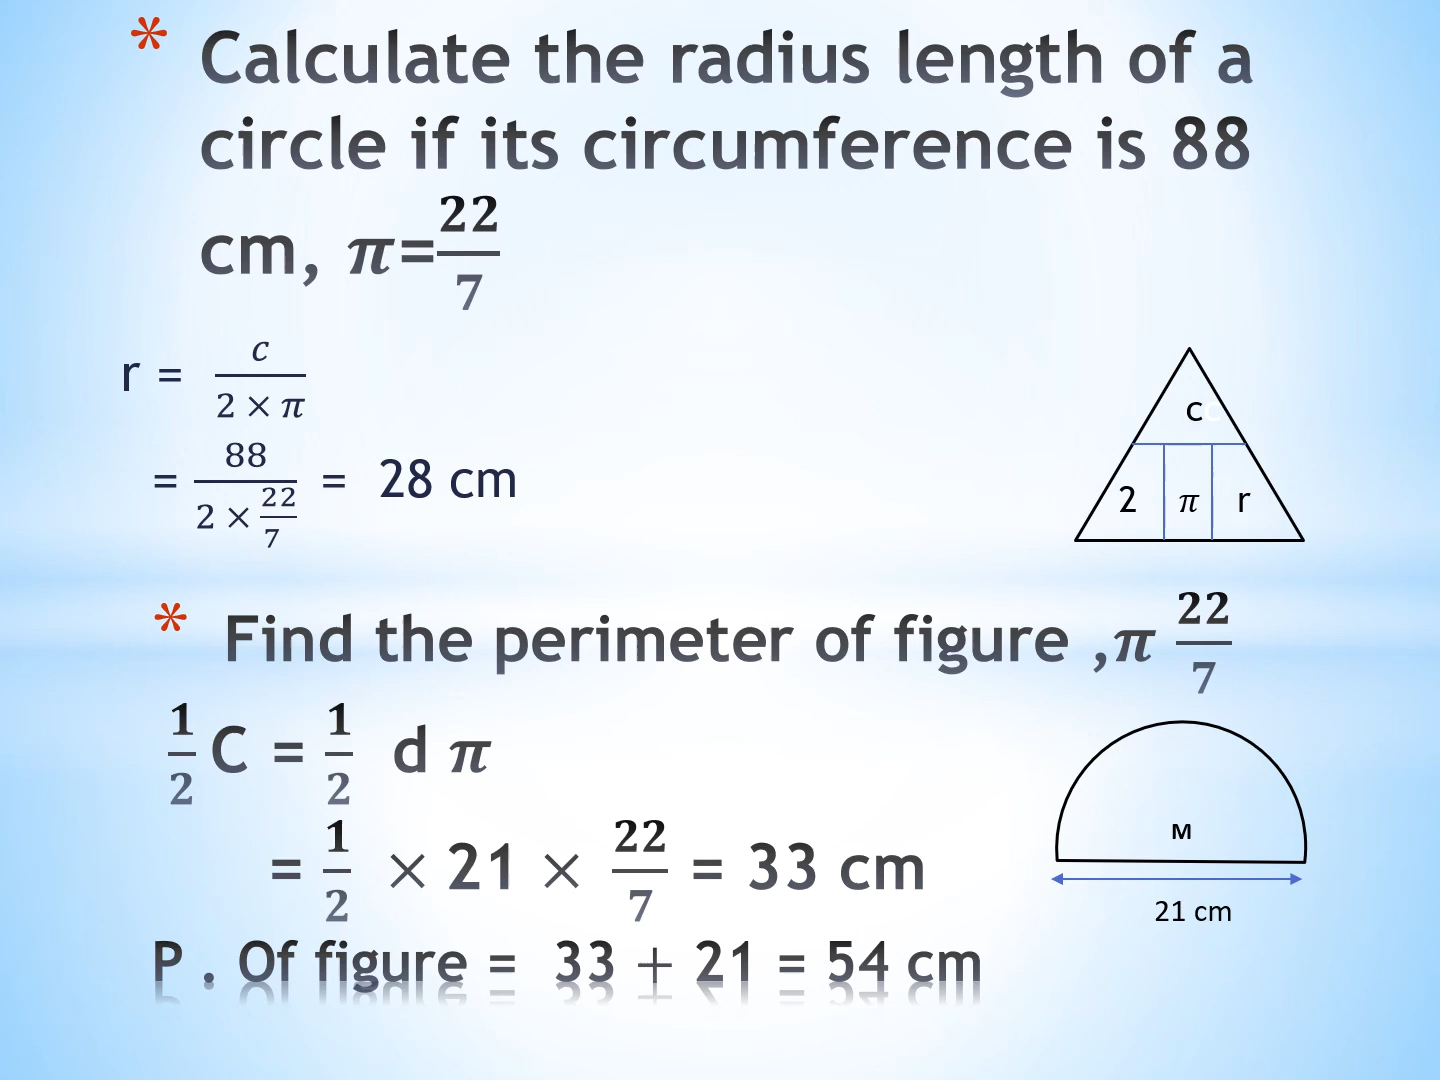 * Calculate the radius length of a
circle if its circumference is 88
cm, π=22/7
r = c/(2 × π)
= 88/(2 × 22/7) = 28 cm
cc
2 π r
* Find the perimeter of figure ,π 22/7
1/2 C = 1/2 d π
= 1/2 × 21 × 22/7 = 33 cm
M
21 cm
P . Of figure = 33 + 21 = 54 cm